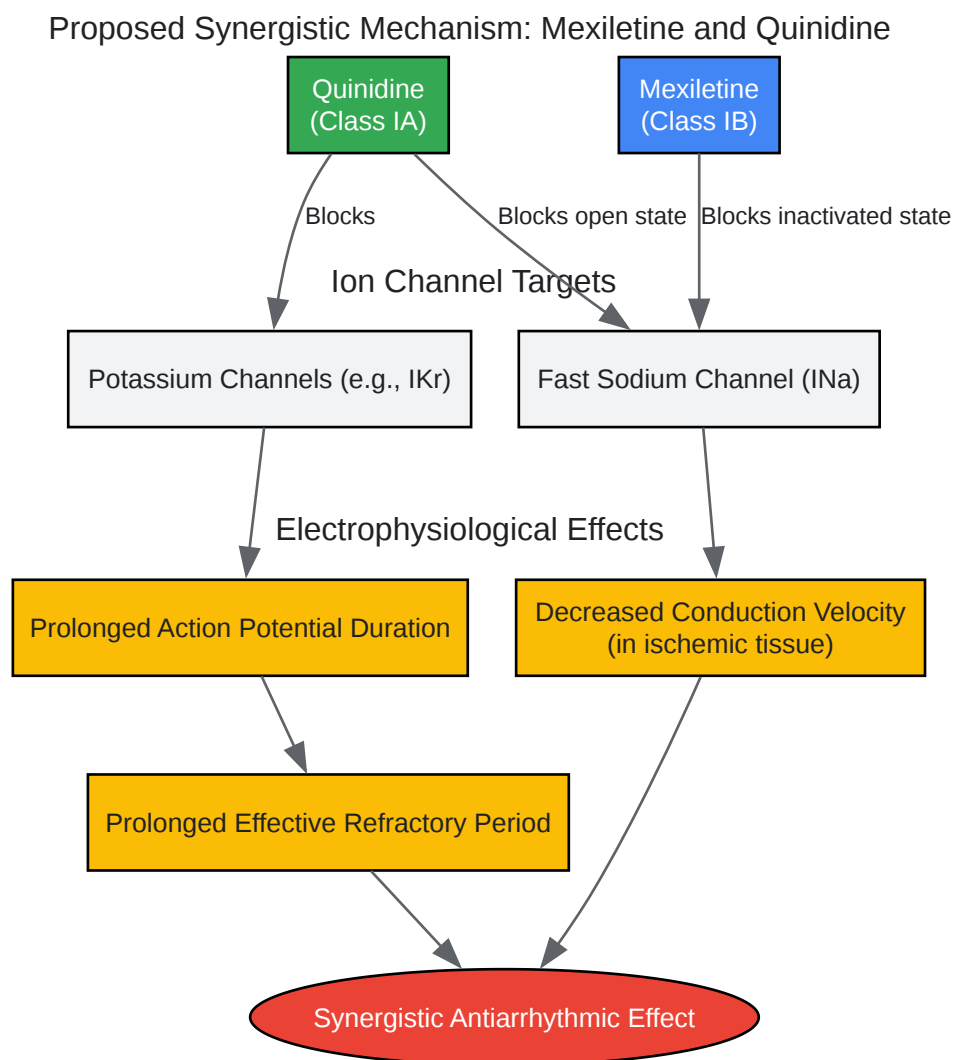 Proposed Synergistic Mechanism: Mexiletine and Quinidine
Quinidine
(Class IA)
Mexiletine
(Class IB)
Blocks
Blocks open state
Blocks inactivated state
Ion Channel Targets
Potassium Channels (e.g., IKr)
Fast Sodium Channel (INa)
Electrophysiological Effects
Prolonged Action Potential Duration
Decreased Conduction Velocity
(in ischemic tissue)
Prolonged Effective Refractory Period
Synergistic Antiarrhythmic Effect